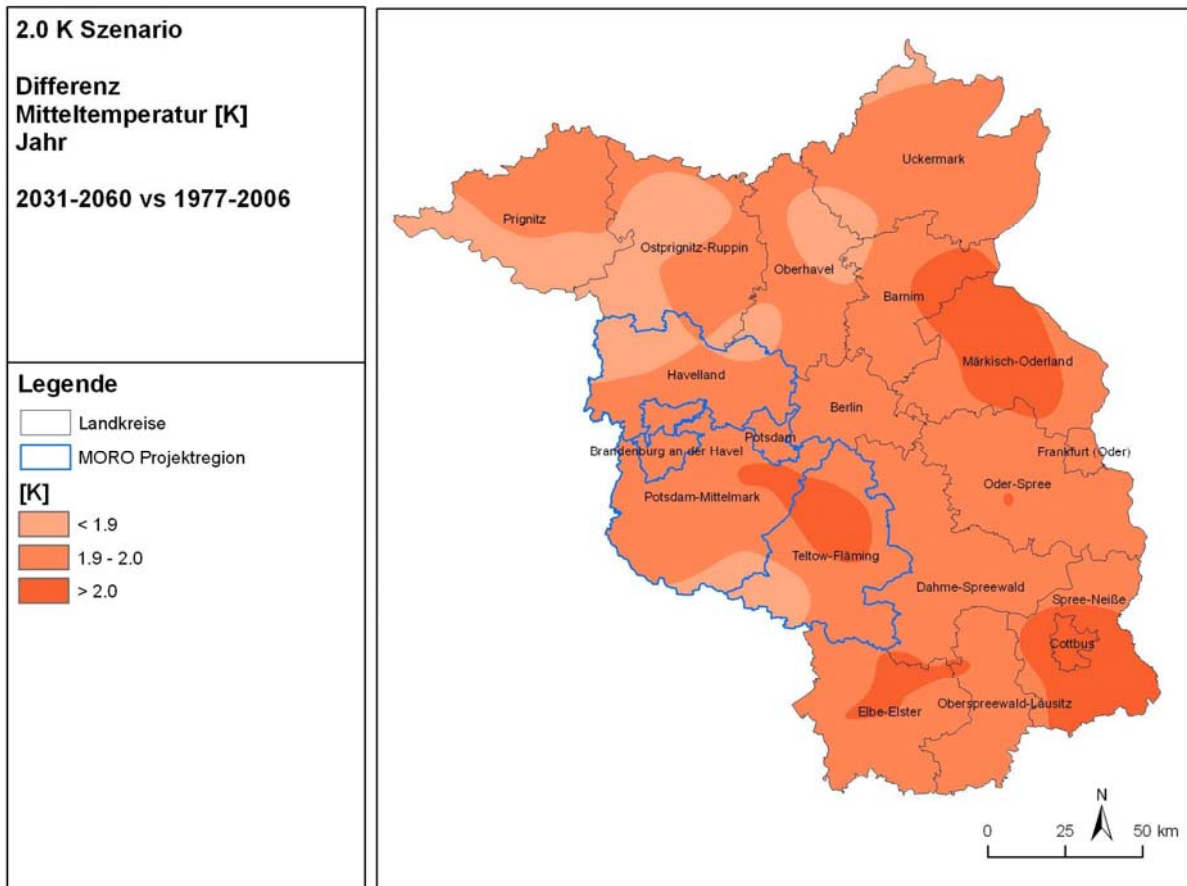 2.0 K Szenario
Differenz
Mitteltemperatur [K]
Jahr
2031-2060 vs 1977-2006
Legende
Landkreise
MORO Projektregion
[K]
< 1.9
1.9 - 2.0
> 2.0
Uckermark
Prignitz
Ostprignitz-Ruppin
Oberhavel
Barnim
Märkisch-Oderland
Havelland
Berlin
Potsdam
Brandenburg an der Havel
Frankfurt (Oder)
Oder-Spree
Potsdam-Mittelmark
Teltow-Fläming
Dahme-Spreewald
Spree-Neiße
Cottbus
Elbe-Elster
Oberspreewald-Lausitz
N
0 25 50 km